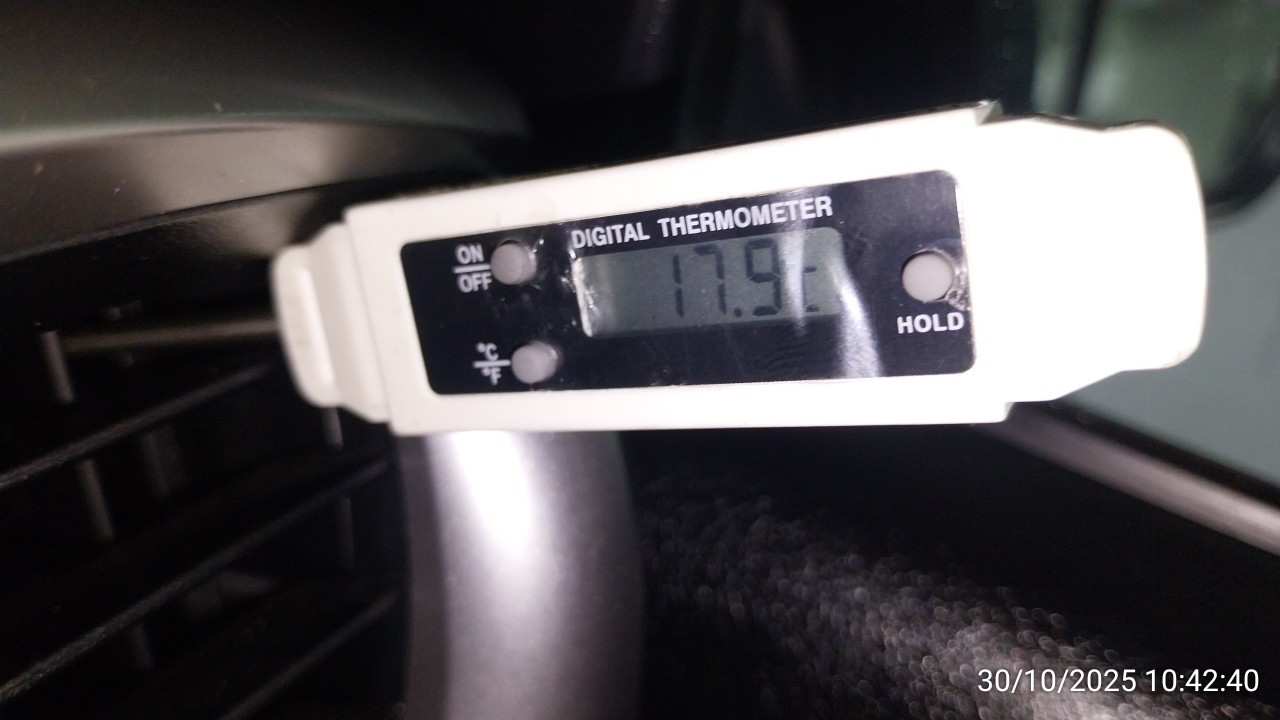 DIGITAL THERMOMETER
ON
OFF
17.9
°C
°F
HOLD
30/10/2025 10:42:40